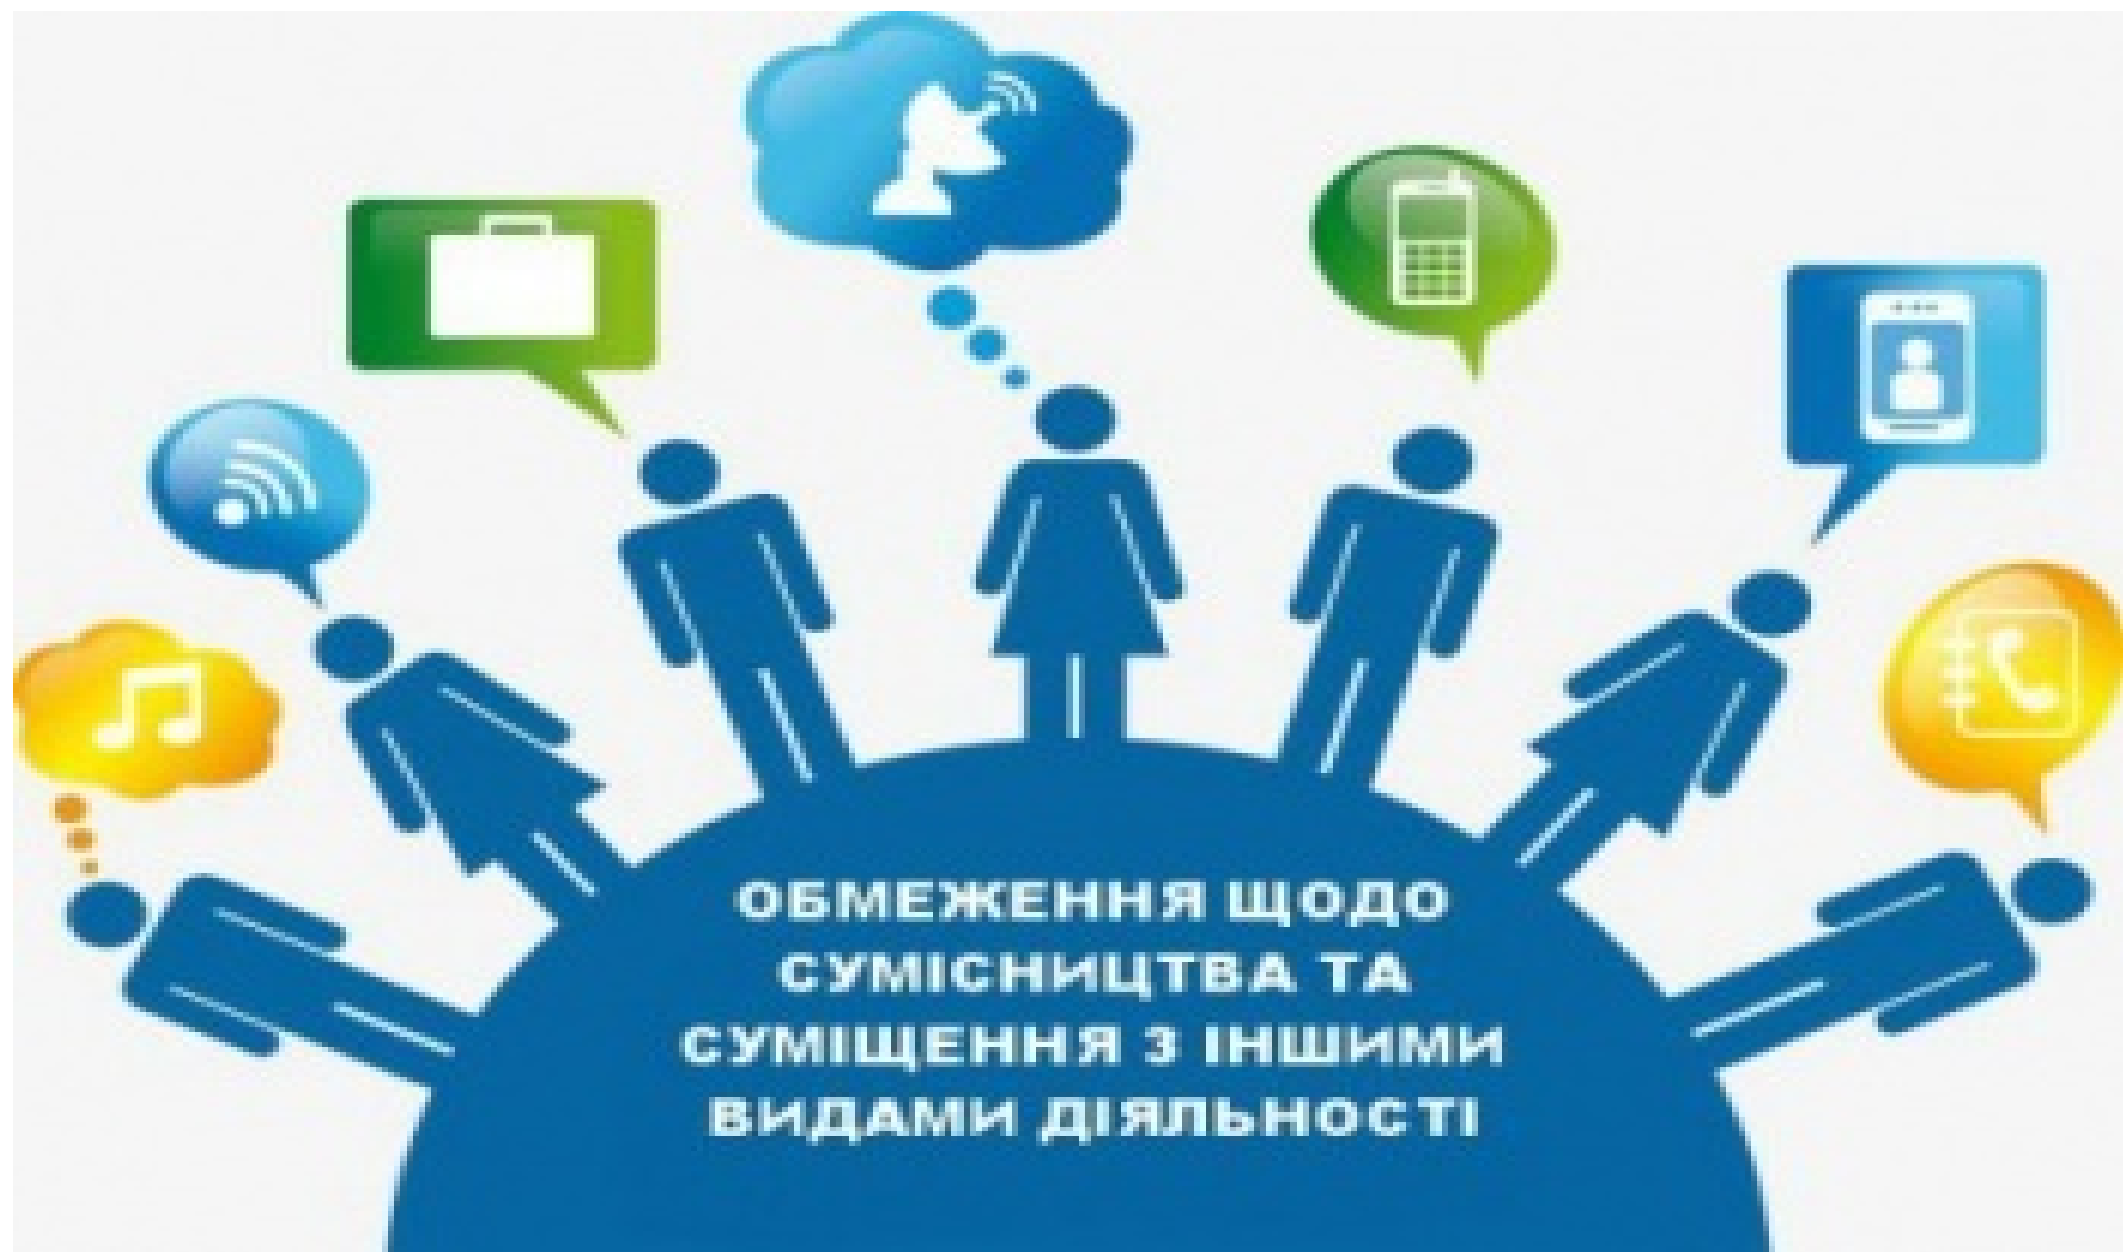 ОБМЕЖЕННЯ ЩОДО
СУМІСНИЦТВА ТА
СУМІЩЕННЯ З ІНШИМИ
ВИДАМИ ДІЯЛЬНОСТІ